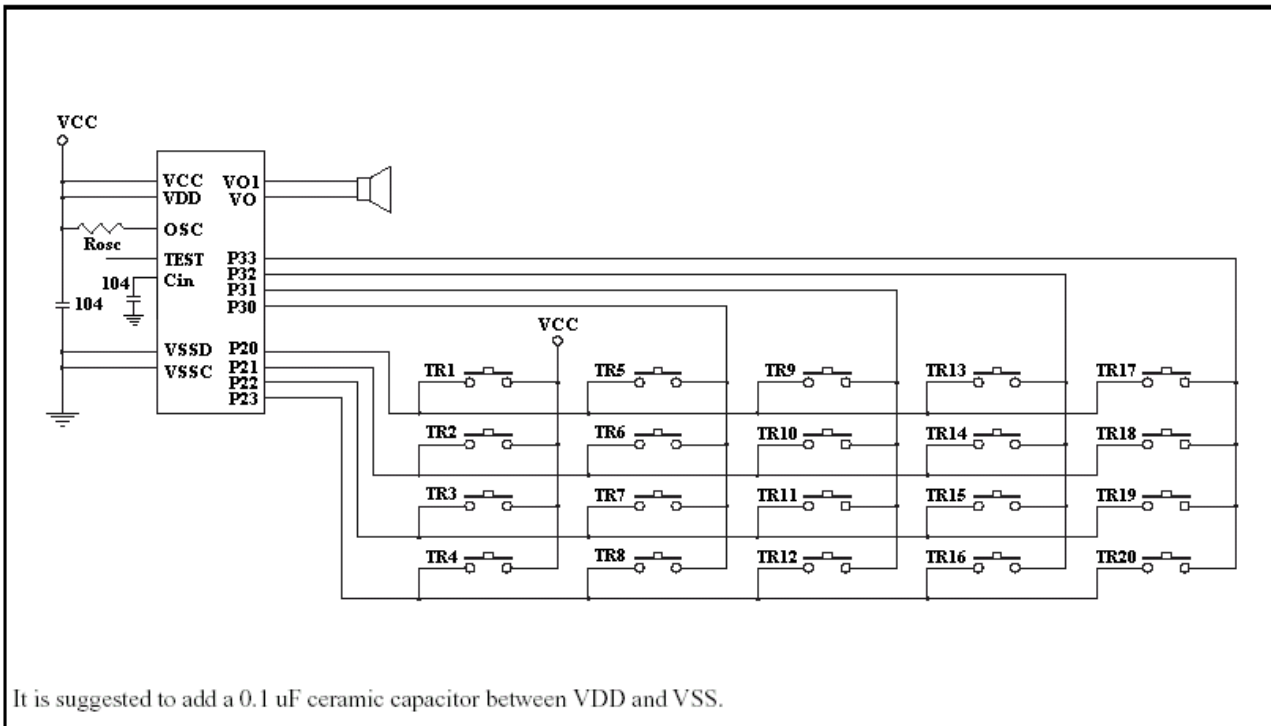 VCC
VCC VO1
VDD VO
OSC
Rosc
TEST P33
Cin P32
104 P31
104 P30
VCC
VSSD P20
VSSC P21
P22
P23
TR1 TR5 TR9 TR13 TR17
TR2 TR6 TR10 TR14 TR18
TR3 TR7 TR11 TR15 TR19
TR4 TR8 TR12 TR16 TR20
It is suggested to add a 0.1 uF ceramic capacitor between VDD and VSS.